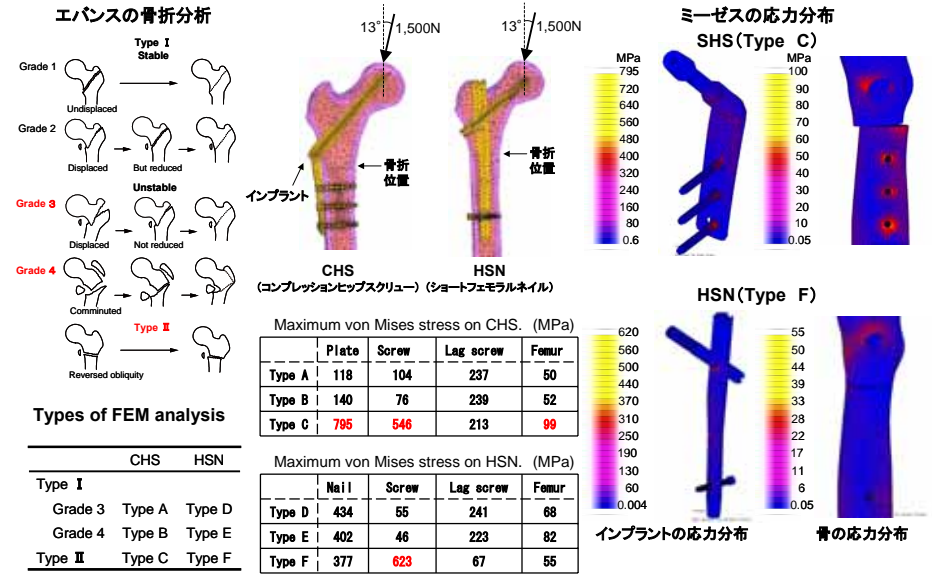 エバンスの骨折分析
Type Ⅰ
Stable
Grade 1
Undisplaced
Grade 2
Displaced
But reduced
Unstable
Grade 3
Displaced
Not reduced
Grade 4
Comminuted
Type Ⅱ
Reversed obliquity
Types of FEM analysis
CHS HSN
Type Ⅰ
Grade 3 Type A Type D
Grade 4 Type B Type E
Type Ⅱ Type C Type F
13° 1,500N
13° 1,500N
インプラント
骨折
位置
骨折
位置
CHS
(コンプレッションヒップスクリュー)
HSN
(ショートフェモラルネイル)
Maximum von Mises stress on CHS. (MPa)
Plate Screw Lag screw Femur
Type A 118 104 237 50
Type B 140 76 239 52
Type C 795 546 213 99
Maximum von Mises stress on HSN. (MPa)
Nail Screw Lag screw Femur
Type D 434 55 241 68
Type E 402 46 223 82
Type F 377 623 67 55
ミーゼスの応力分布
SHS(Type C)
MPa
795
720
640
560
480
400
320
240
160
80
0.6
MPa
100
90
80
70
60
50
40
30
20
10
0.05
HSN(Type F)
620
560
500
440
370
310
250
190
130
60
0.004
55
50
44
39
33
28
22
17
11
6
0.05
インプラントの応力分布
骨の応力分布